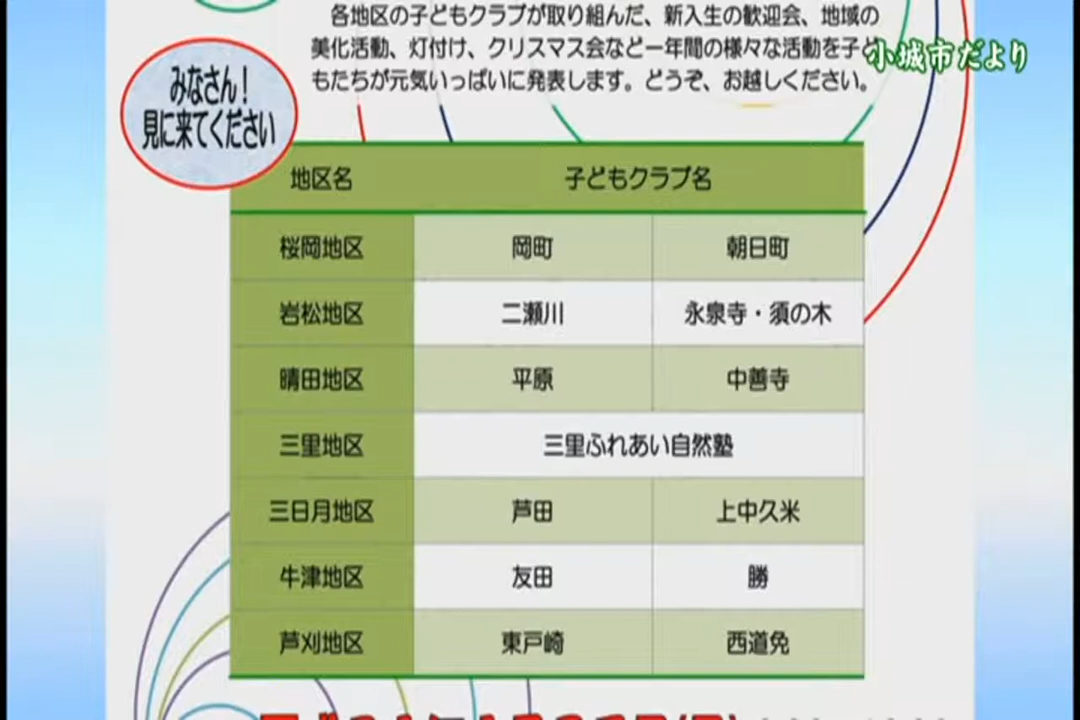 各地区の子どもクラブが取り組んだ、新入生の歓迎会、地域の
美化活動、灯付け、クリスマス会など一年間の様々な活動を子ど
もたちが元気いっぱいに発表します。どうぞ、お越しください。
小城市だより
みなさん!
見に来てください
地区名 子どもクラブ名
桜岡地区 岡町 朝日町
岩松地区 二瀬川 永泉寺・須の木
晴田地区 平原 中善寺
三里地区 三里ふれあい自然塾
三日月地区 芦田 上中久米
牛津地区 友田 勝
芦刈地区 東戸崎 西道免